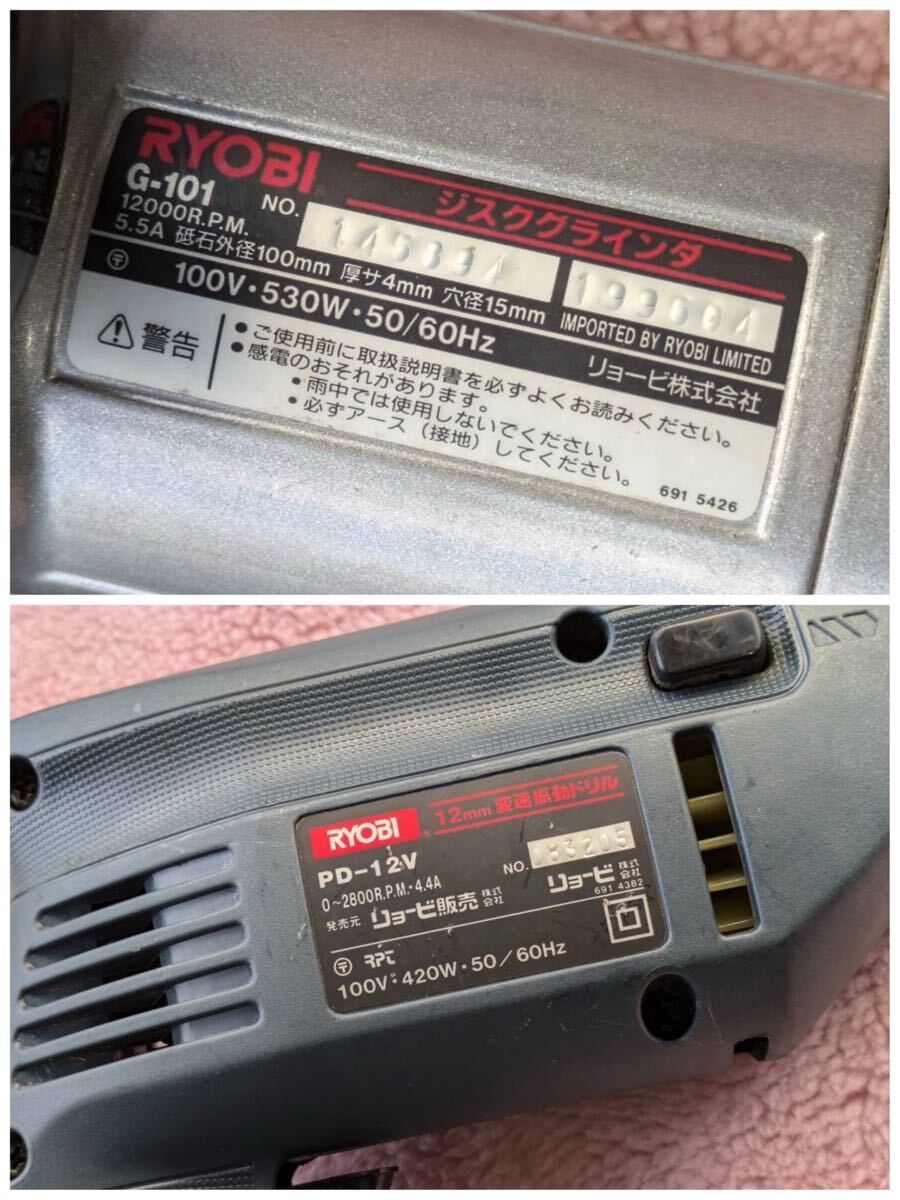 RYOBI
ジスクグラインダ
G-101
NO. 145894 199604
12000R.P.M.
5.5A 砥石外径100mm 厚サ4mm 穴径15mm
IMPORTED BY RYOBI LIMITED
〒 100V・530W・50/60Hz
リョービ株式会社
警告
●ご使用前に取扱説明書を必ずよくお読みください。
●感電のおそれがあります。
・雨中では使用しないでください。
・必ずアース（接地）してください。
691 5426
RYOBI
12mm 変速振動ドリル
PD-12V
NO. 083205
0~2800R.P.M.-4.4A
発売元 リョービ販売株式会社
リョービ株式会社
691 4382
〒
100V・420W・50/60Hz